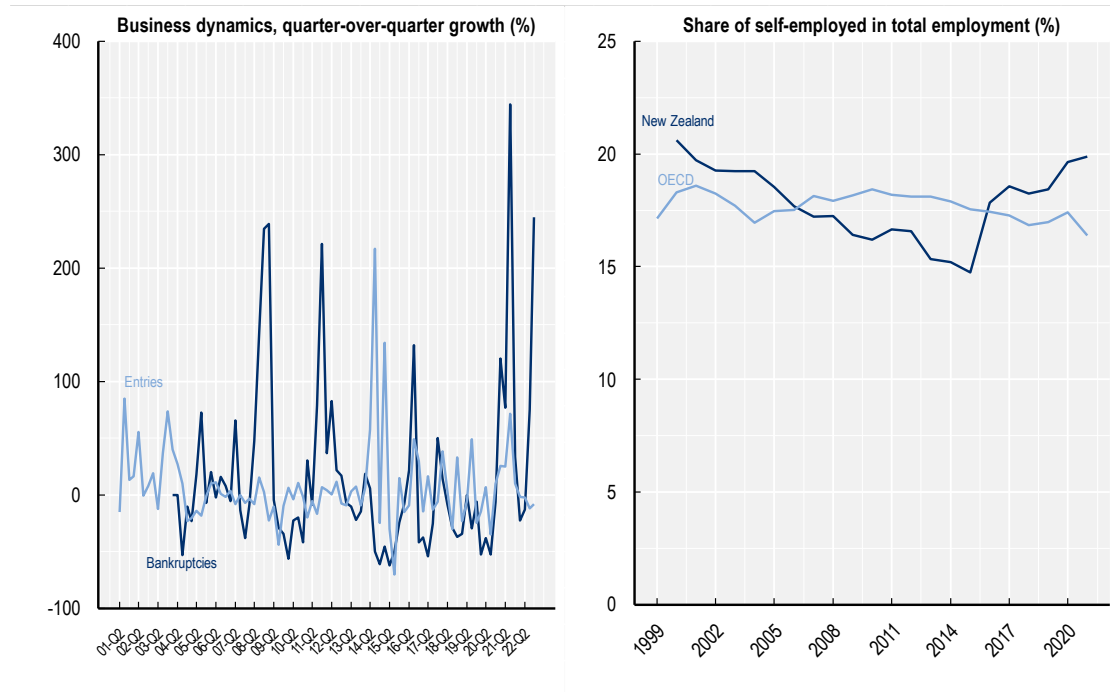 Business dynamics, quarter-over-quarter growth (%)
400
300
200
100
0
-100
Entries
Bankruptcies
01-Q2
02-Q2
03-Q2
04-Q2
05-Q2
06-Q2
07-Q2
08-Q2
09-Q2
10-Q2
11-Q2
12-Q2
13-Q2
14-Q2
15-Q2
16-Q2
17-Q2
18-Q2
19-Q2
20-Q2
21-Q2
22-Q2
Share of self-employed in total employment (%)
25
20
15
10
5
0
New Zealand
OECD
1999
2002
2005
2008
2011
2014
2017
2020